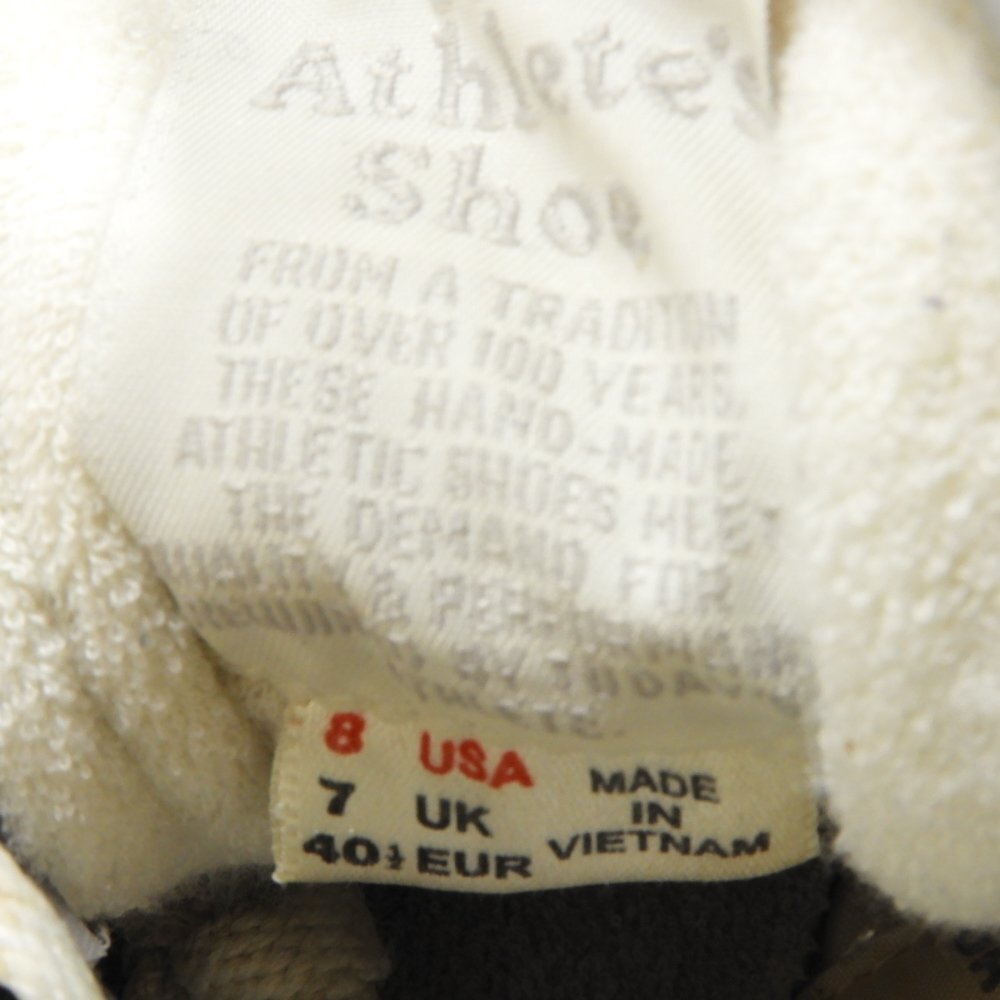 Athlete's
Shoe
FROM A TRADITION
OF OVER 100 YEARS.
THESE HAND-MADE
ATHLETIC SHOES MEET
THE DEMAND FOR
8 USA
7 UK
40½ EUR
MADE
IN
VIETNAM